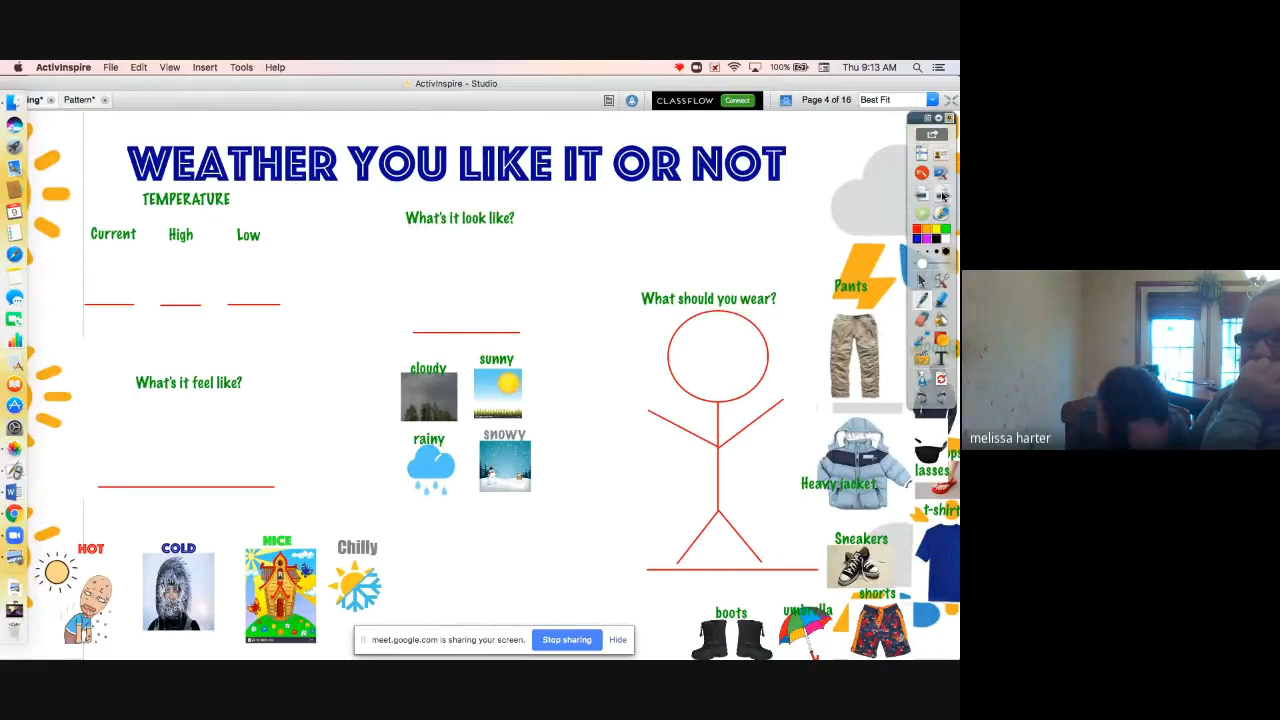 ActivInspire File Edit View Insert Tools Help 100% Thu 9:13 AM
ActivInspire - Studio
ing* Pattern* CLASSFLOW Connect Page 4 of 16 Best Fit
WEATHER YOU LIKE IT OR NOT
TEMPERATURE
What's it look like?
Current High Low
Pants
What should you wear?
What's it feel like?
cloudy sunny
rainy snowy
Heavy jacket
lasses
t-shirt
Sneakers
shorts
HOT COLD NICE Chilly
boots umbrella
meet.google.com is sharing your screen. Stop sharing Hide
melissa harter